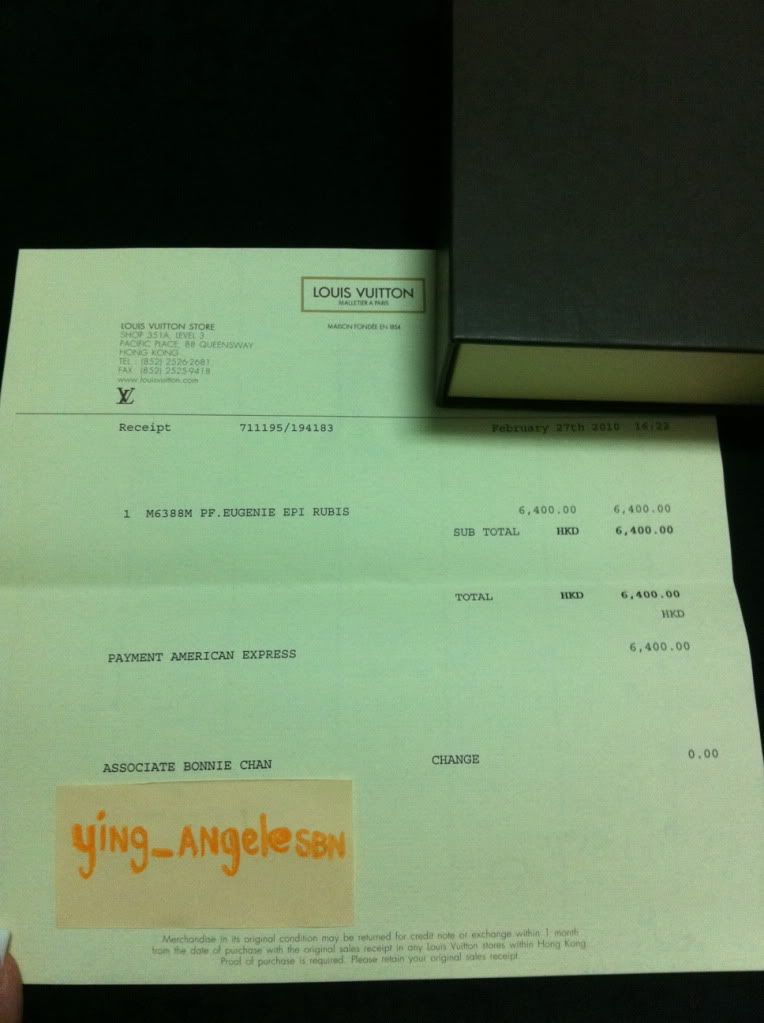 LOUIS VUITTON
MALLETIER A PARIS
MAISON FONDÉE EN 1854
LOUIS VUITTON STORE
SHOP 351A, LEVEL 3
PACIFIC PLACE, 88 QUEENSWAY
HONG KONG
TEL : (852) 2526-2681
FAX (852) 2525-9418
www.louisvuitton.com
LV
Receipt 711195/194183 February 27th 2010 16:22
1 M6388M PF.EUGENIE EPI RUBIS 6,400.00 6,400.00
SUB TOTAL HKD 6,400.00
TOTAL HKD 6,400.00
HKD
PAYMENT AMERICAN EXPRESS 6,400.00
ASSOCIATE BONNIE CHAN CHANGE 0.00
ying_ANgel@SBN
Merchandise in its original condition may be returned for credit note or exchange within 1 month
from the date of purchase with the original sales receipt in any Louis Vuitton stores within Hong Kong.
Proof of purchase is required. Please retain your original sales receipt.